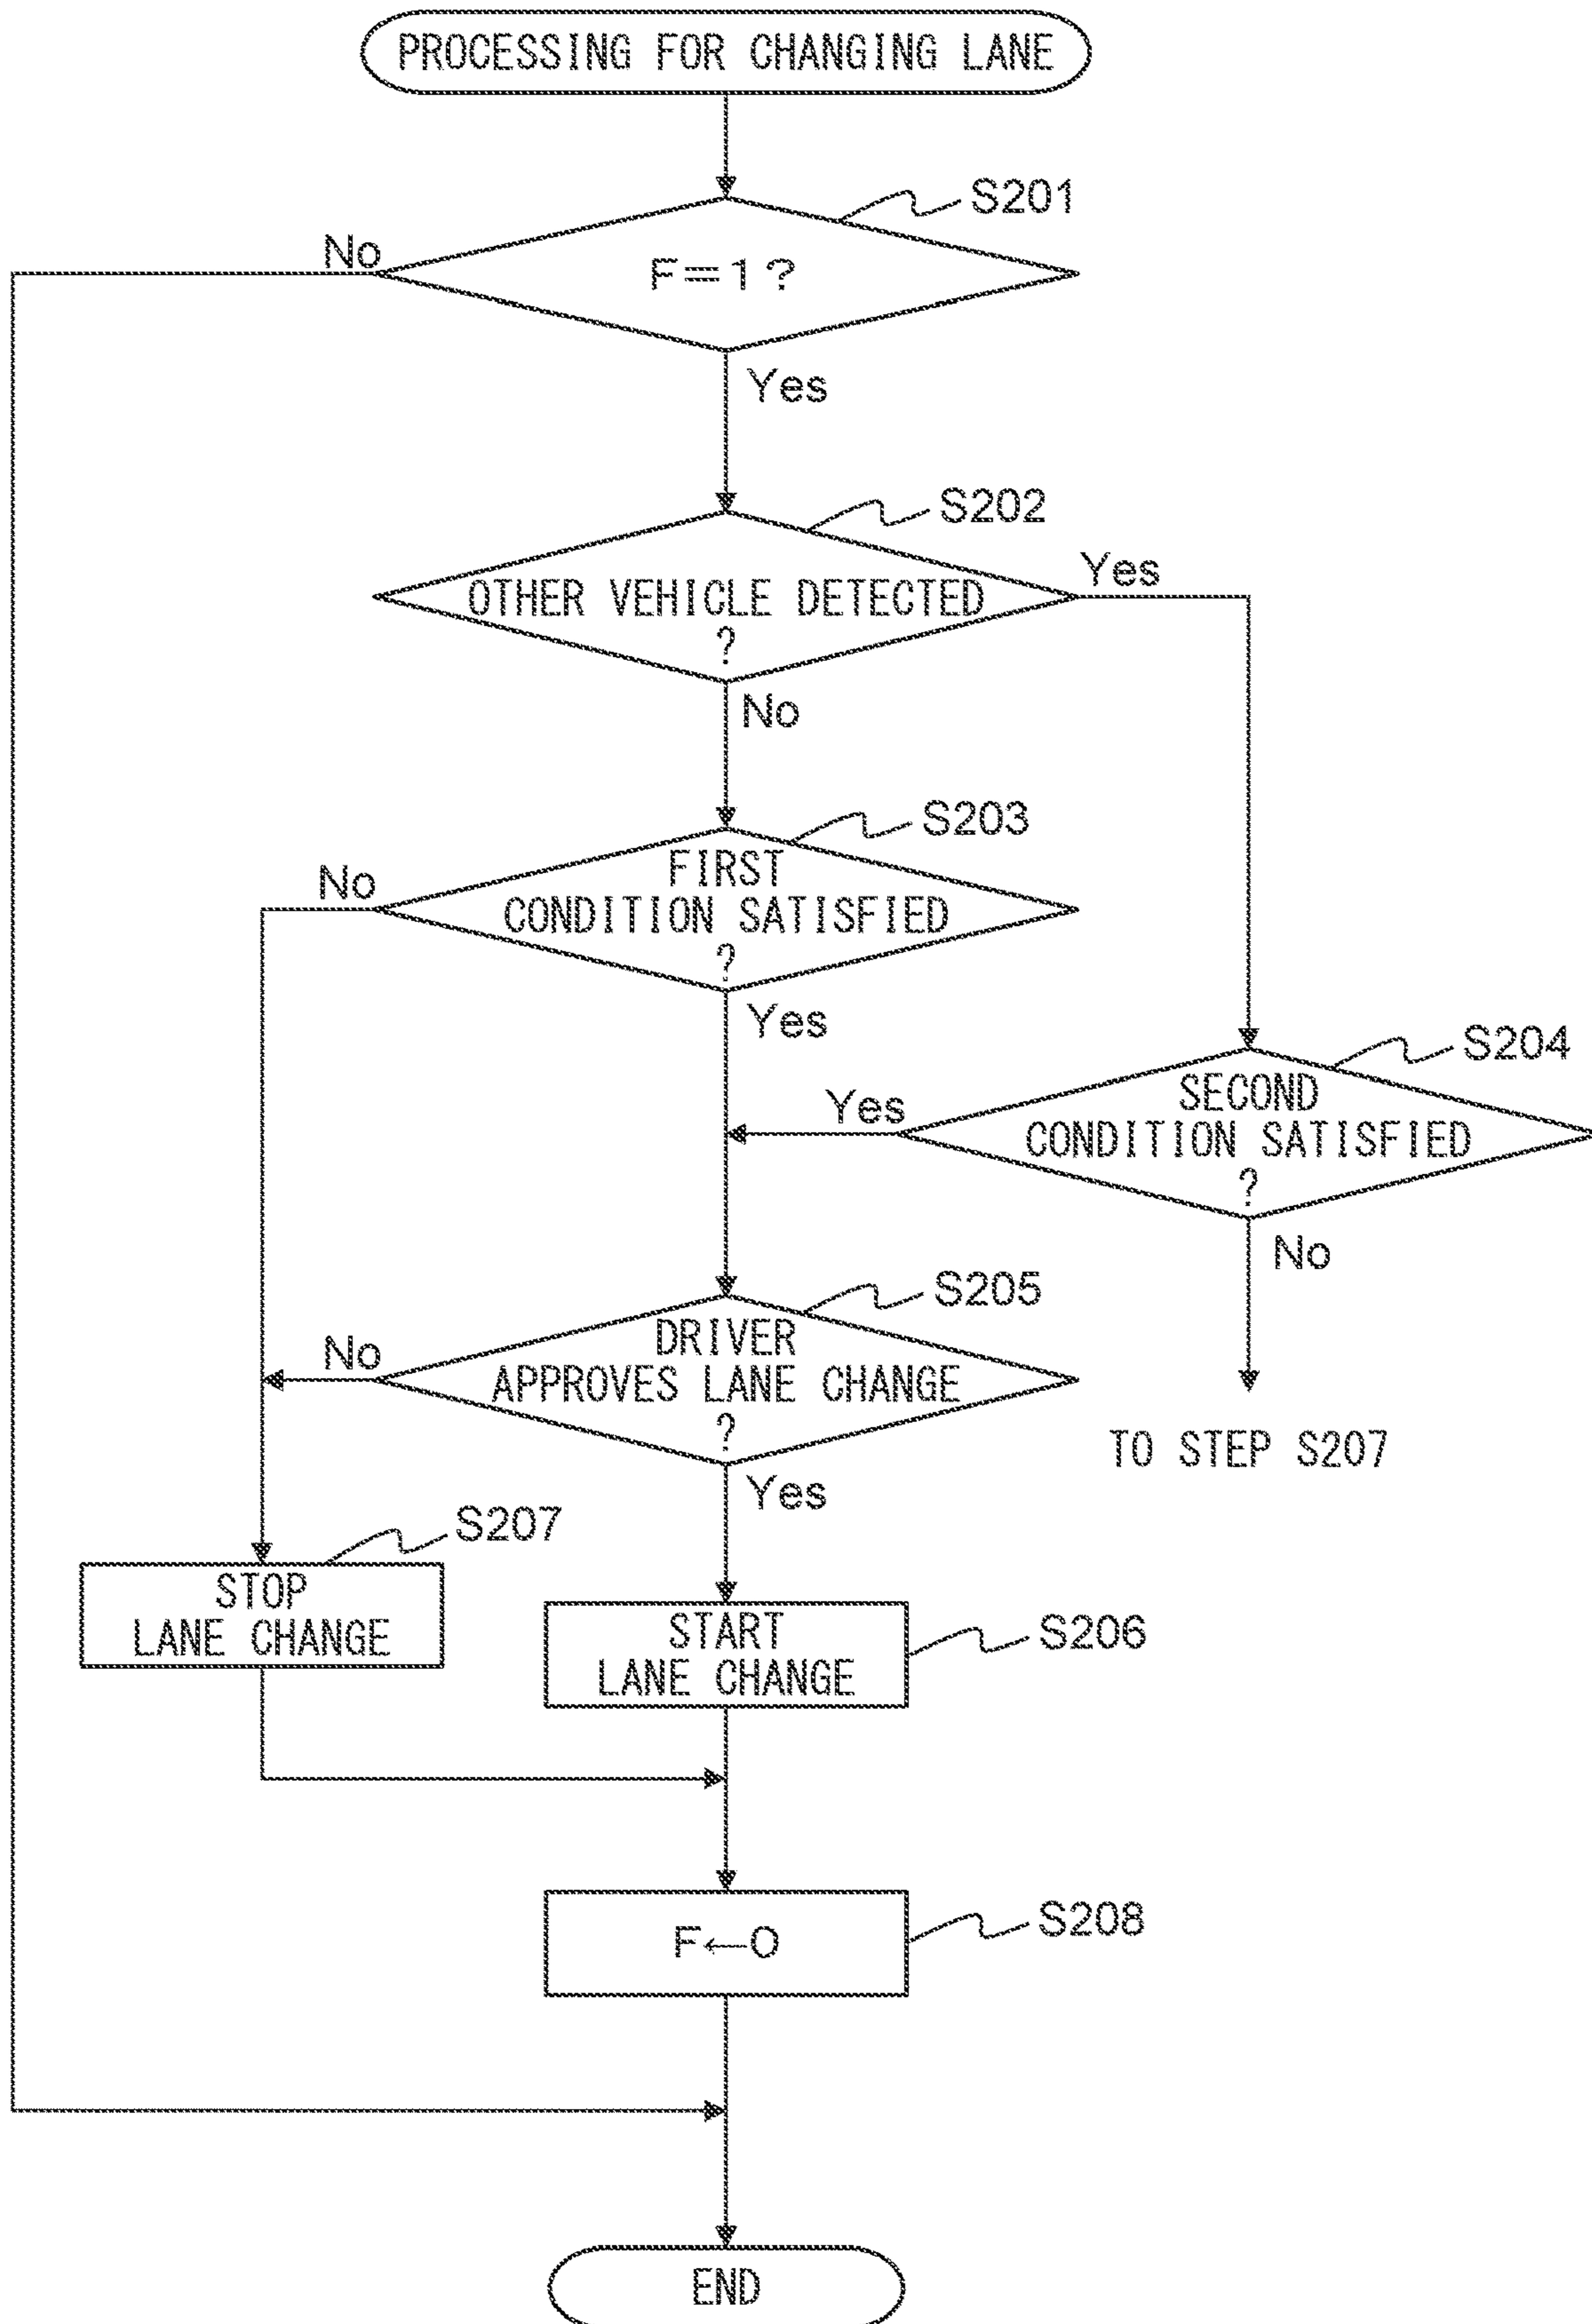 PROCESSING FOR CHANGING LANE
S201
No
F=1?
Yes
S202
Yes
OTHER VEHICLE DETECTED
?
No
S203
No
FIRST
CONDITION SATISFIED
?
Yes
S204
Yes
SECOND
CONDITION SATISFIED
?
No
S205
No
DRIVER
APPROVES LANE CHANGE
?
TO STEP S207
Yes
S207
STOP
LANE CHANGE
S206
START
LANE CHANGE
S208
F←0
END